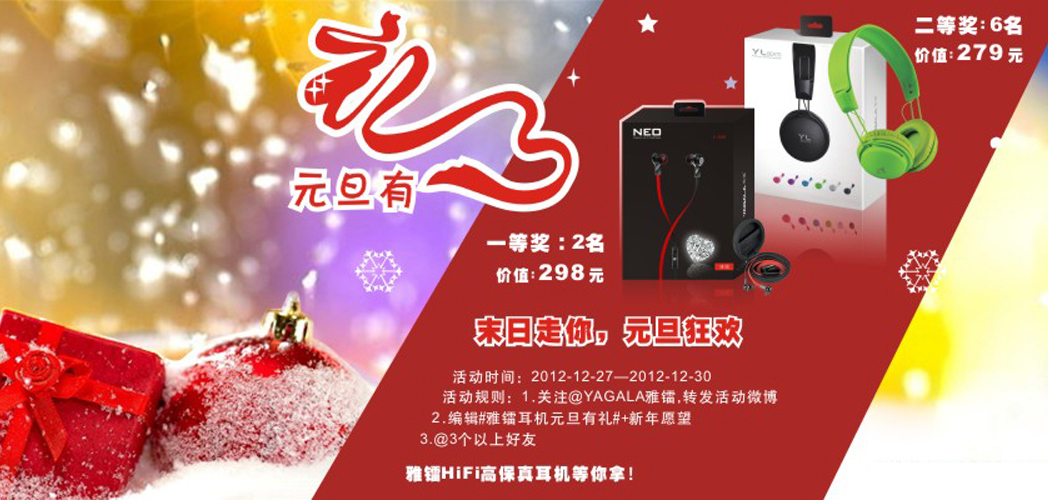 礼
元旦有
二等奖:6名
价值:279元
YL
YL
NEO
一等奖:2名
价值:298元
末日走你,元旦狂欢
活动时间:2012-12-27—2012-12-30
活动规则:1.关注@YAGALA雅镭,转发活动微博
2.编辑#雅镭耳机元旦有礼#+新年愿望
3.@3个以上好友
雅镭HiFi高保真耳机等你拿!